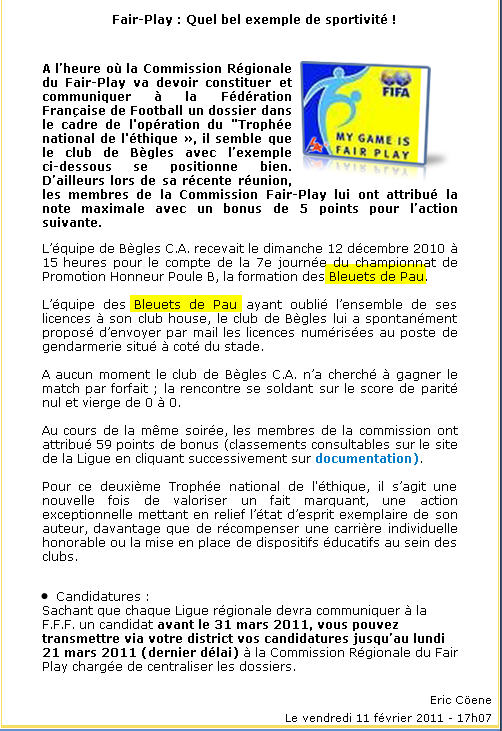 Fair-Play : Quel bel exemple de sportivité !
A l’heure où la Commission Régionale
du Fair-Play va devoir constituer et
communiquer à la Fédération
Française de Football un dossier dans
le cadre de l'opération du "Trophée
national de l'éthique », il semble que
le club de Bègles avec l’exemple
ci-dessous se positionne bien.
D’ailleurs lors de sa récente réunion,
les membres de la Commission Fair-Play lui ont attribué la
note maximale avec un bonus de 5 points pour l’action
suivante.
FIFA
MY GAME IS
FAIR PLAY
L’équipe de Bègles C.A. recevait le dimanche 12 décembre 2010 à
15 heures pour le compte de la 7e journée du championnat de
Promotion Honneur Poule B, la formation des Bleuets de Pau.
L’équipe des Bleuets de Pau ayant oublié l’ensemble de ses
licences à son club house, le club de Bègles lui a spontanément
proposé d’envoyer par mail les licences numérisées au poste de
gendarmerie situé à coté du stade.
A aucun moment le club de Bègles C.A. n’a cherché à gagner le
match par forfait ; la rencontre se soldant sur le score de parité
nul et vierge de 0 à 0.
Au cours de la même soirée, les membres de la commission ont
attribué 59 points de bonus (classements consultables sur le site
de la Ligue en cliquant successivement sur documentation).
Pour ce deuxième Trophée national de l'éthique, il s’agit une
nouvelle fois de valoriser un fait marquant, une action
exceptionnelle mettant en relief l’état d’esprit exemplaire de son
auteur, davantage que de récompenser une carrière individuelle
honorable ou la mise en place de dispositifs éducatifs au sein des
clubs.
• Candidatures :
Sachant que chaque Ligue régionale devra communiquer à la
F.F.F. un candidat avant le 31 mars 2011, vous pouvez
transmettre via votre district vos candidatures jusqu’au lundi
21 mars 2011 (dernier délai) à la Commission Régionale du Fair
Play chargée de centraliser les dossiers.
Eric Cöene
Le vendredi 11 février 2011 - 17h07